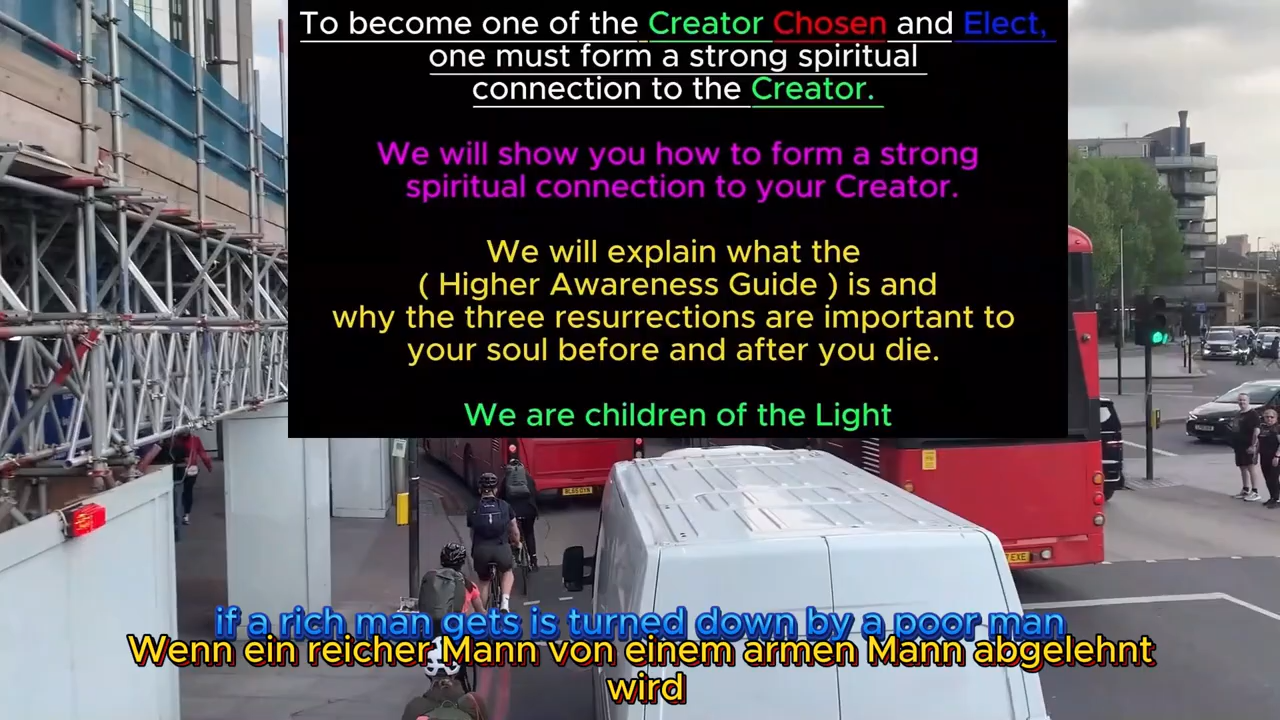 To become one of the Creator Chosen and Elect,
one must form a strong spiritual
connection to the Creator.
We will show you how to form a strong
spiritual connection to your Creator.
We will explain what the
( Higher Awareness Guide ) is and
why the three resurrections are important to
your soul before and after you die.
We are children of the Light
if a rich man gets is turned down by a poor man
Wenn ein reicher Mann von einem armen Mann abgelehnt
wird